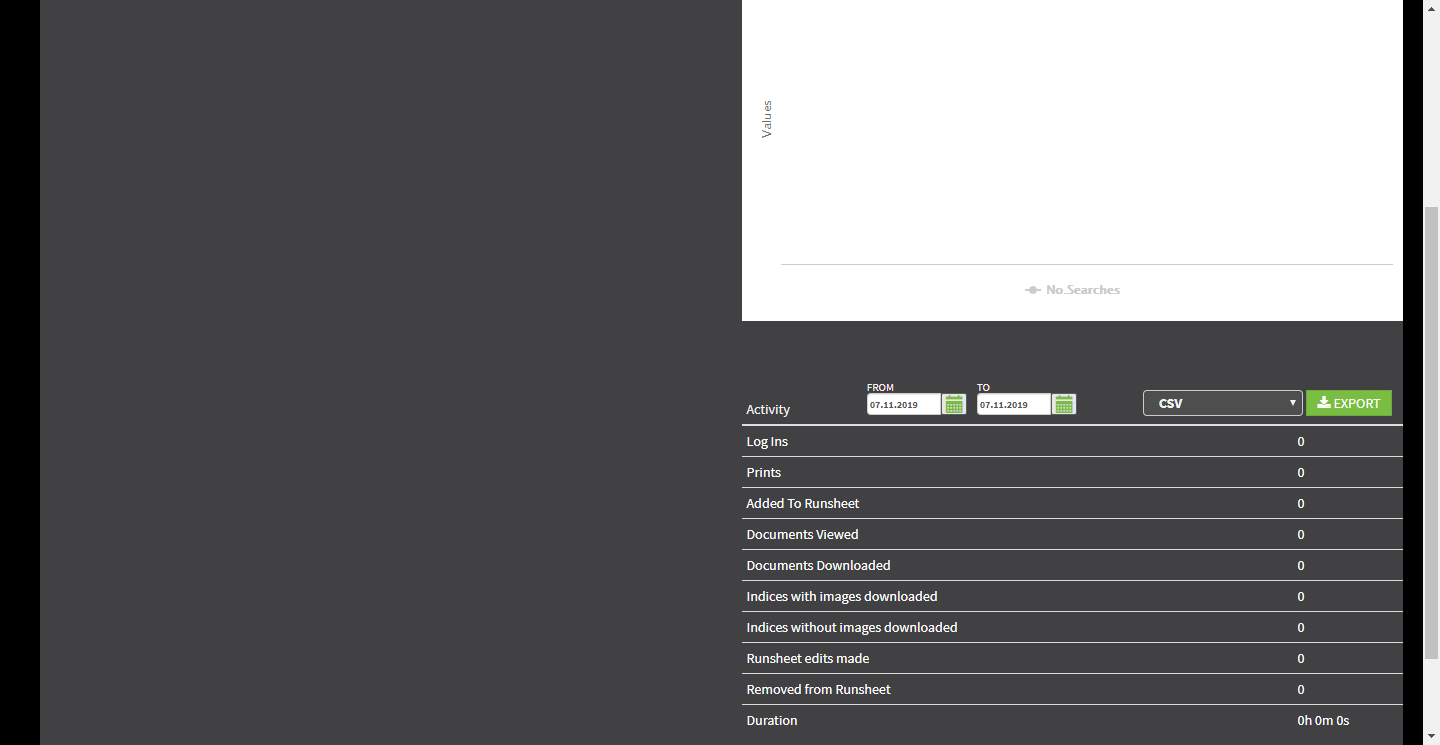 Values
No.Searches
FROM TO
Activity 07.11.2019 07.11.2019 CSV EXPORT
Log Ins 0
Prints 0
Added To Runsheet 0
Documents Viewed 0
Documents Downloaded 0
Indices with images downloaded 0
Indices without images downloaded 0
Runsheet edits made 0
Removed from Runsheet 0
Duration 0h 0m 0s